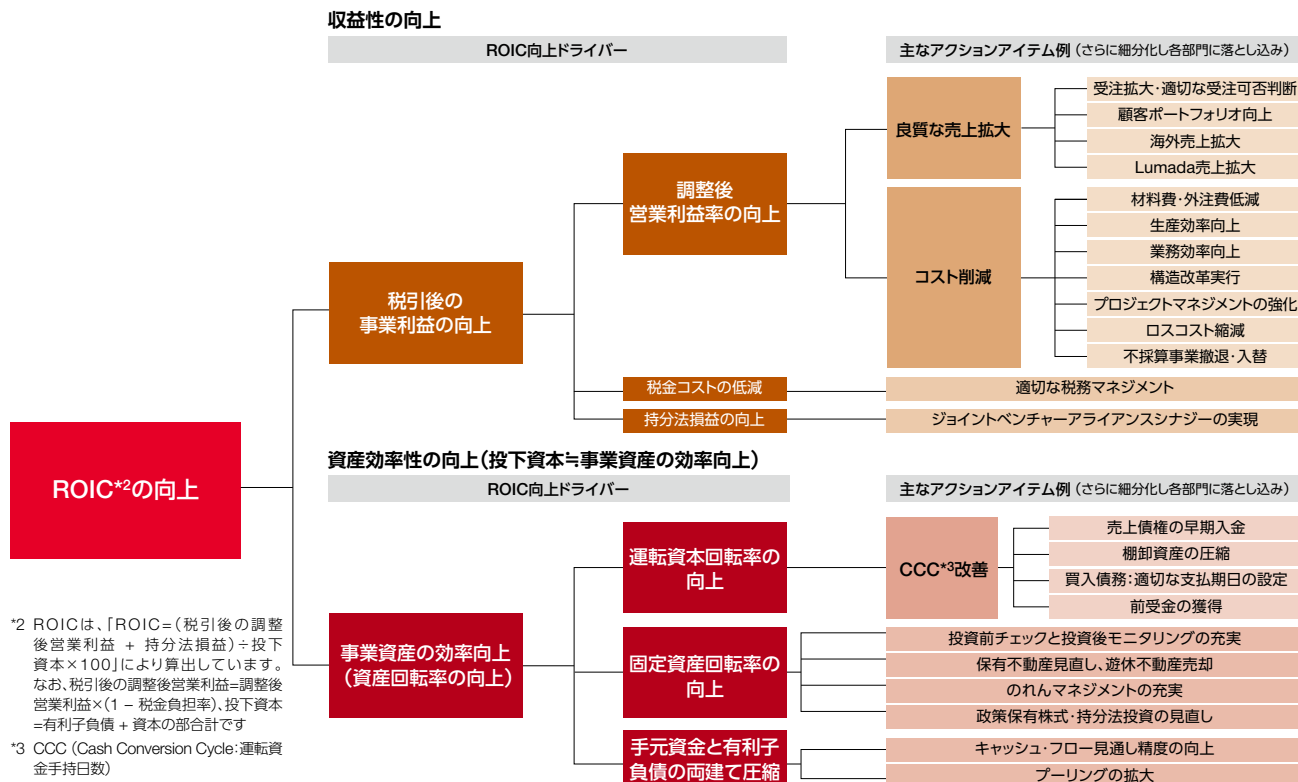 収益性の向上
ROIC向上ドライバー
主なアクションアイテム例（さらに細分化し各部門に落とし込み）
受注拡大・適切な受注可否判断
顧客ポートフォリオ向上
良質な売上拡大
海外売上拡大
Lumada売上拡大
調整後
営業利益率の向上
材料費・外注費低減
生産効率向上
業務効率向上
コスト削減
構造改革実行
プロジェクトマネジメントの強化
ロスコスト縮減
不採算事業撤退・入替
税引後の
事業利益の向上
税金コストの低減
適切な税務マネジメント
持分法損益の向上
ジョイントベンチャーアライアンスシナジーの実現
ROIC*2の向上
資産効率性の向上（投下資本≒事業資産の効率向上）
ROIC向上ドライバー
主なアクションアイテム例（さらに細分化し各部門に落とし込み）
運転資本回転率の
向上
CCC*3改善
売上債権の早期入金
棚卸資産の圧縮
買入債務：適切な支払期日の設定
前受金の獲得
事業資産の効率向上
（資産回転率の向上）
固定資産回転率の
向上
投資前チェックと投資後モニタリングの充実
保有不動産見直し、遊休不動産売却
のれんマネジメントの充実
政策保有株式・持分法投資の見直し
手元資金と有利子
負債の両建て圧縮
キャッシュ・フロー見通し精度の向上
プーリングの拡大
*2 ROICは、「ROIC=（税引後の調整
後営業利益 + 持分法損益）÷投下
資本×100」により算出しています。
なお、税引後の調整後営業利益=調整後
営業利益×（1 − 税金負担率）、投下資本
=有利子負債 + 資本の部合計です
*3 CCC（Cash Conversion Cycle：運転資
金手持日数）